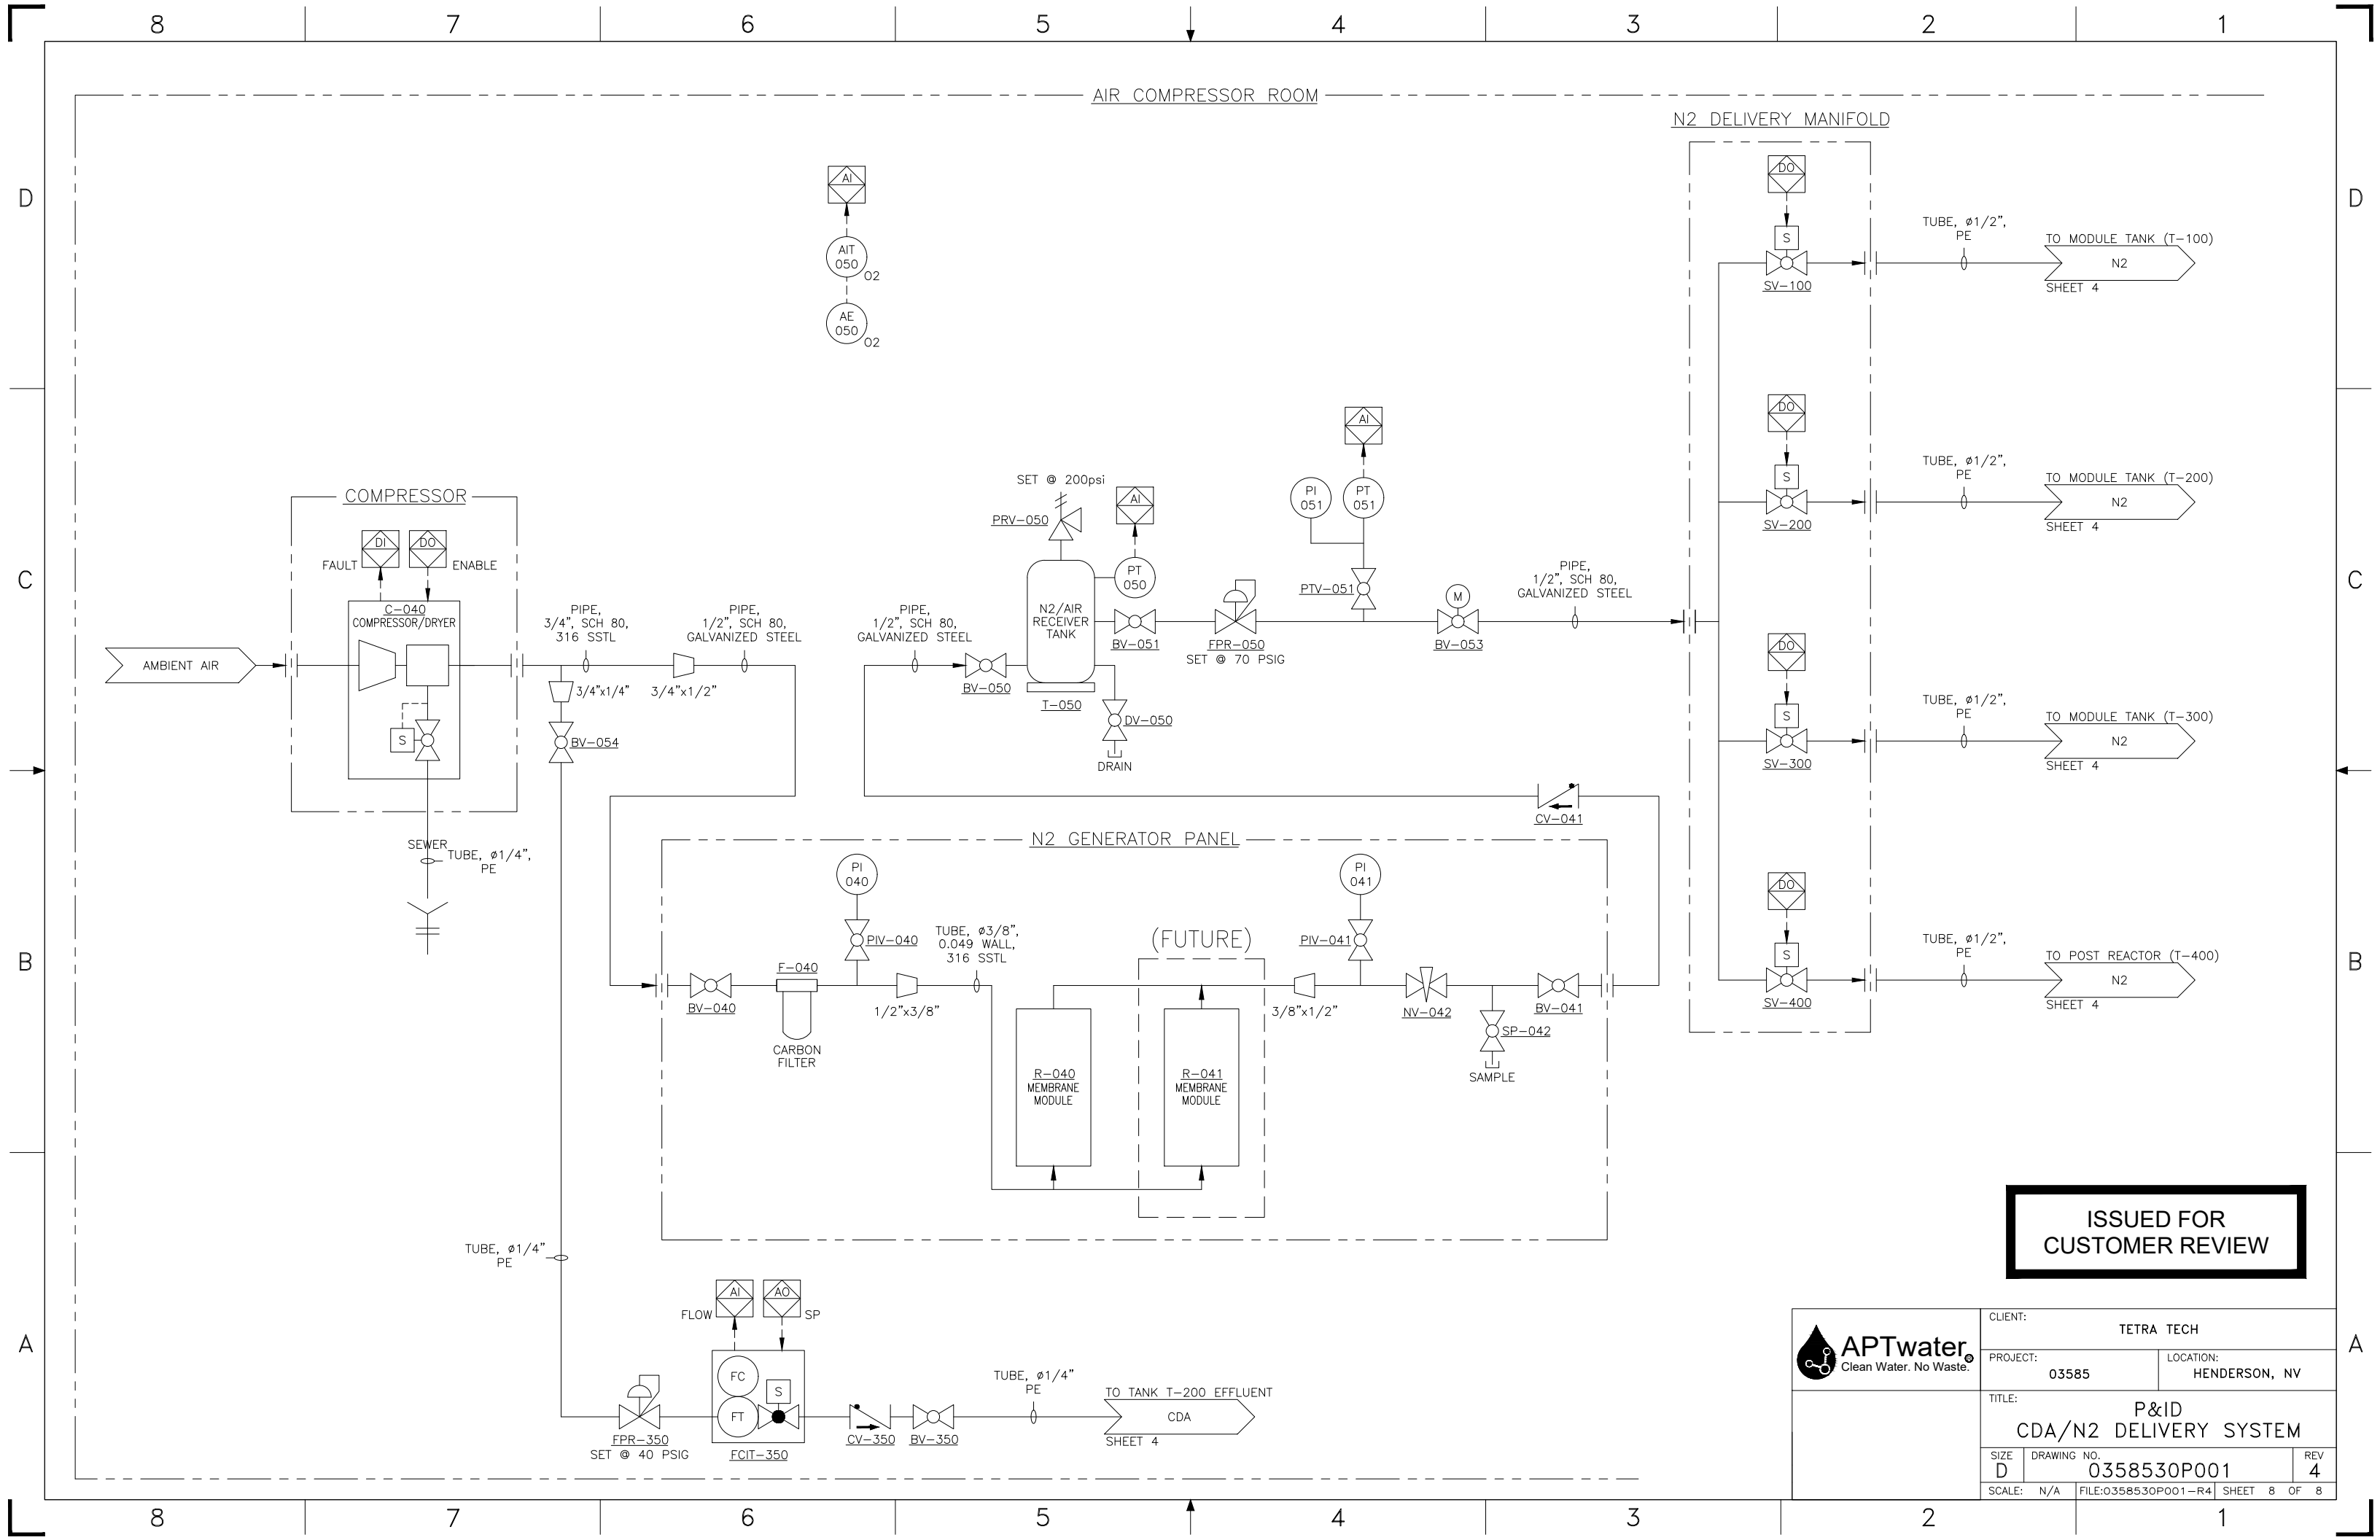 8 7 6 5 4 3 2 1
AIR COMPRESSOR ROOM
N2 DELIVERY MANIFOLD
D
D
AI
AIT
050
O2
AE
050
O2
DO
S
SV-100
TUBE, ø1/2",
PE
TO MODULE TANK (T-100)
N2
SHEET 4
DO
S
SV-200
TUBE, ø1/2",
PE
TO MODULE TANK (T-200)
N2
SHEET 4
C
C
COMPRESSOR
DI
DO
FAULT
ENABLE
C-040
COMPRESSOR/DRYER
AMBIENT AIR
S
SEWER
TUBE, ø1/4",
PE
PIPE,
3/4", SCH 80,
316 SSTL
3/4"x1/4"
BV-054
PIPE,
1/2", SCH 80,
GALVANIZED STEEL
3/4"x1/2"
PIPE,
1/2", SCH 80,
GALVANIZED STEEL
BV-050
SET @ 200psi
PRV-050
AI
PT
050
N2/AIR
RECEIVER
TANK
T-050
BV-051
DV-050
DRAIN
FPR-050
SET @ 70 PSIG
PI
051
AI
PT
051
PTV-051
M
BV-053
PIPE,
1/2", SCH 80,
GALVANIZED STEEL
DO
S
SV-300
TUBE, ø1/2",
PE
TO MODULE TANK (T-300)
N2
SHEET 4
CV-041
N2 GENERATOR PANEL
B
B
PI
040
PIV-040
BV-040
F-040
CARBON
FILTER
1/2"x3/8"
TUBE, ø3/8",
0.049 WALL,
316 SSTL
R-040
MEMBRANE
MODULE
(FUTURE)
R-041
MEMBRANE
MODULE
3/8"x1/2"
PI
041
PIV-041
NV-042
SP-042
SAMPLE
BV-041
DO
S
SV-400
TUBE, ø1/2",
PE
TO POST REACTOR (T-400)
N2
SHEET 4
TUBE, ø1/4"
PE
A
A
AI
AO
FLOW
SP
FC
FT
S
FPR-350
SET @ 40 PSIG
FCIT-350
CV-350
BV-350
TUBE, ø1/4"
PE
TO TANK T-200 EFFLUENT
CDA
SHEET 4
ISSUED FOR
CUSTOMER REVIEW
APTwater®
Clean Water. No Waste.
CLIENT:
TETRA TECH
PROJECT:
03585
LOCATION:
HENDERSON, NV
TITLE:
P&ID
CDA/N2 DELIVERY SYSTEM
SIZE
D
DRAWING NO.
0358530P001
REV
4
SCALE: N/A
FILE:0358530P001-R4
SHEET 8 OF 8
8 7 6 5 4 3 2 1